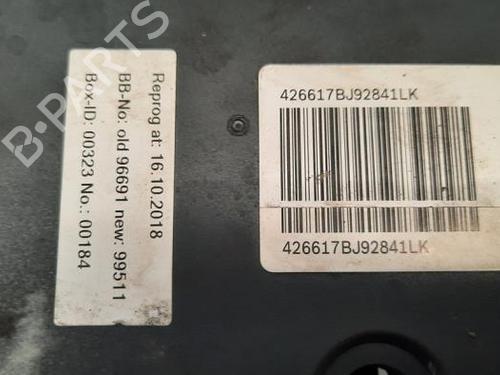 Reprog at: 16.10.2018
BB-No: old 96691 new: 99511
Box-ID: 00323 No.: 00184
426617BJ92841LK
426617BJ92841LK
B-PARTS